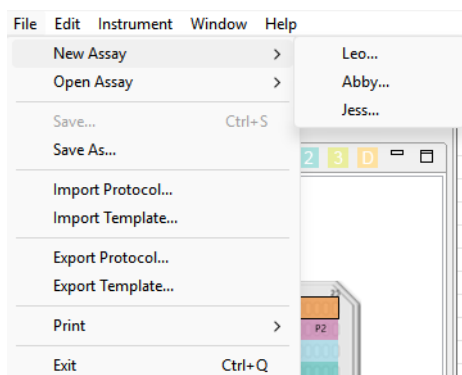 File Edit Instrument Window Help
New Assay >
Leo...
Open Assay >
Abby...
Jess...
Save... Ctrl+S
Save As...
2 3 D
Import Protocol...
Import Template...
Export Protocol...
Export Template...
Print >
P2
Exit Ctrl+Q